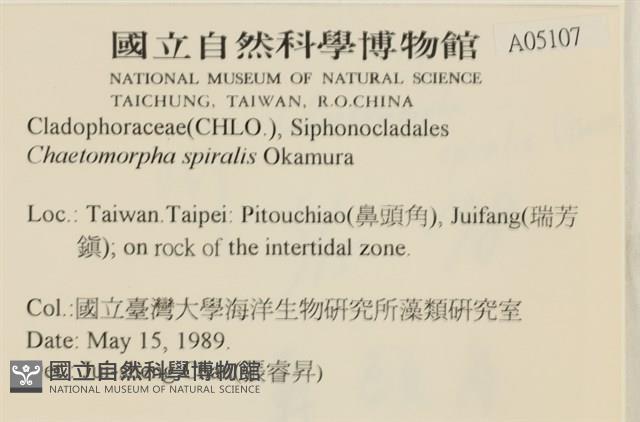 國立自然科學博物館
A05107
NATIONAL MUSEUM OF NATURAL SCIENCE
TAICHUNG, TAIWAN, R.O.CHINA
Cladophoraceae(CHLO.), Siphonocladales
Chaetomorpha spiralis Okamura
Loc.: Taiwan.Taipei: Pitouchiao(鼻頭角), Juifang(瑞芳
鎮); on rock of the intertidal zone.
Col.:國立臺灣大學海洋生物研究所藻類研究室
Date: May 15, 1989.
(張睿昇)
國立自然科學博物館
NATIONAL MUSEUM OF NATURAL SCIENCE